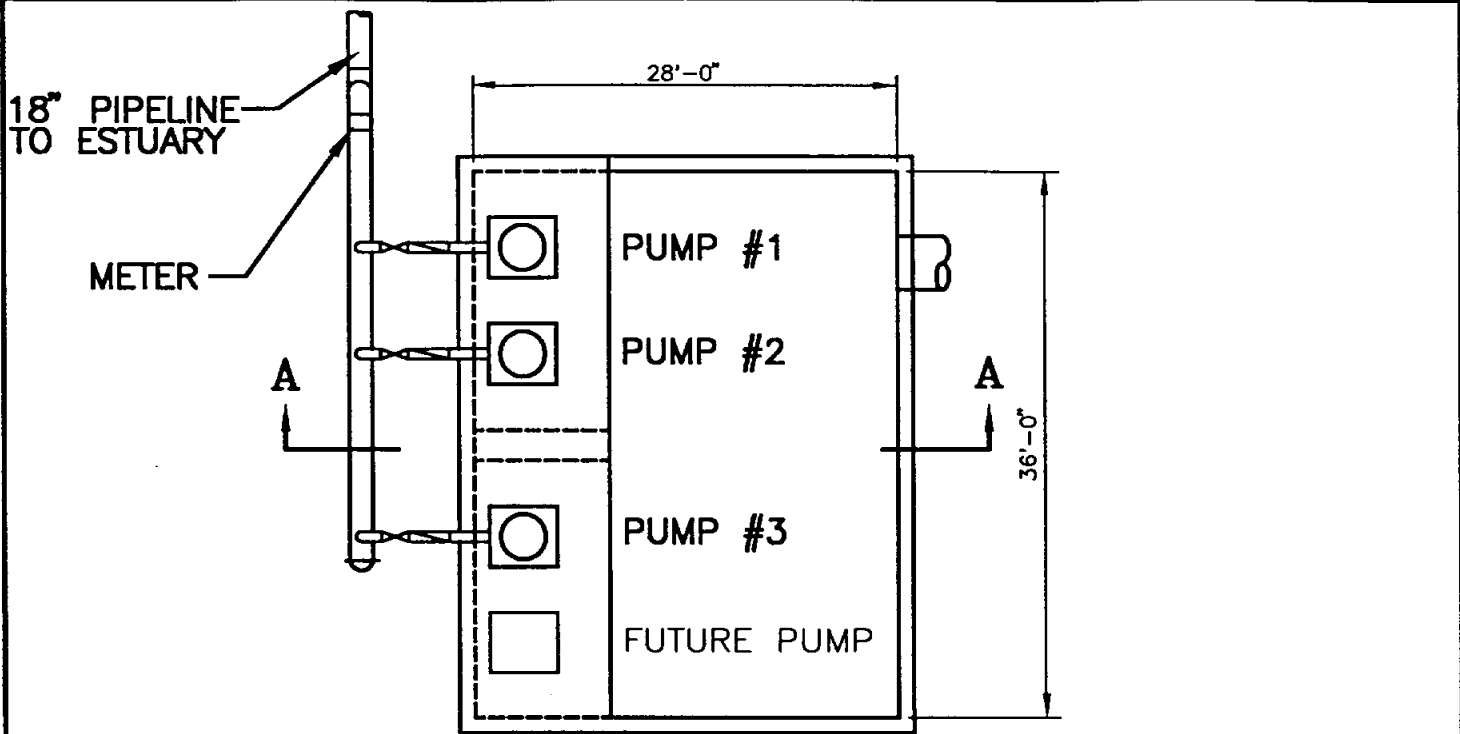 28'-0"
18" PIPELINE
TO ESTUARY
METER
PUMP #1
PUMP #2
A
A
36'-0"
PUMP #3
FUTURE PUMP